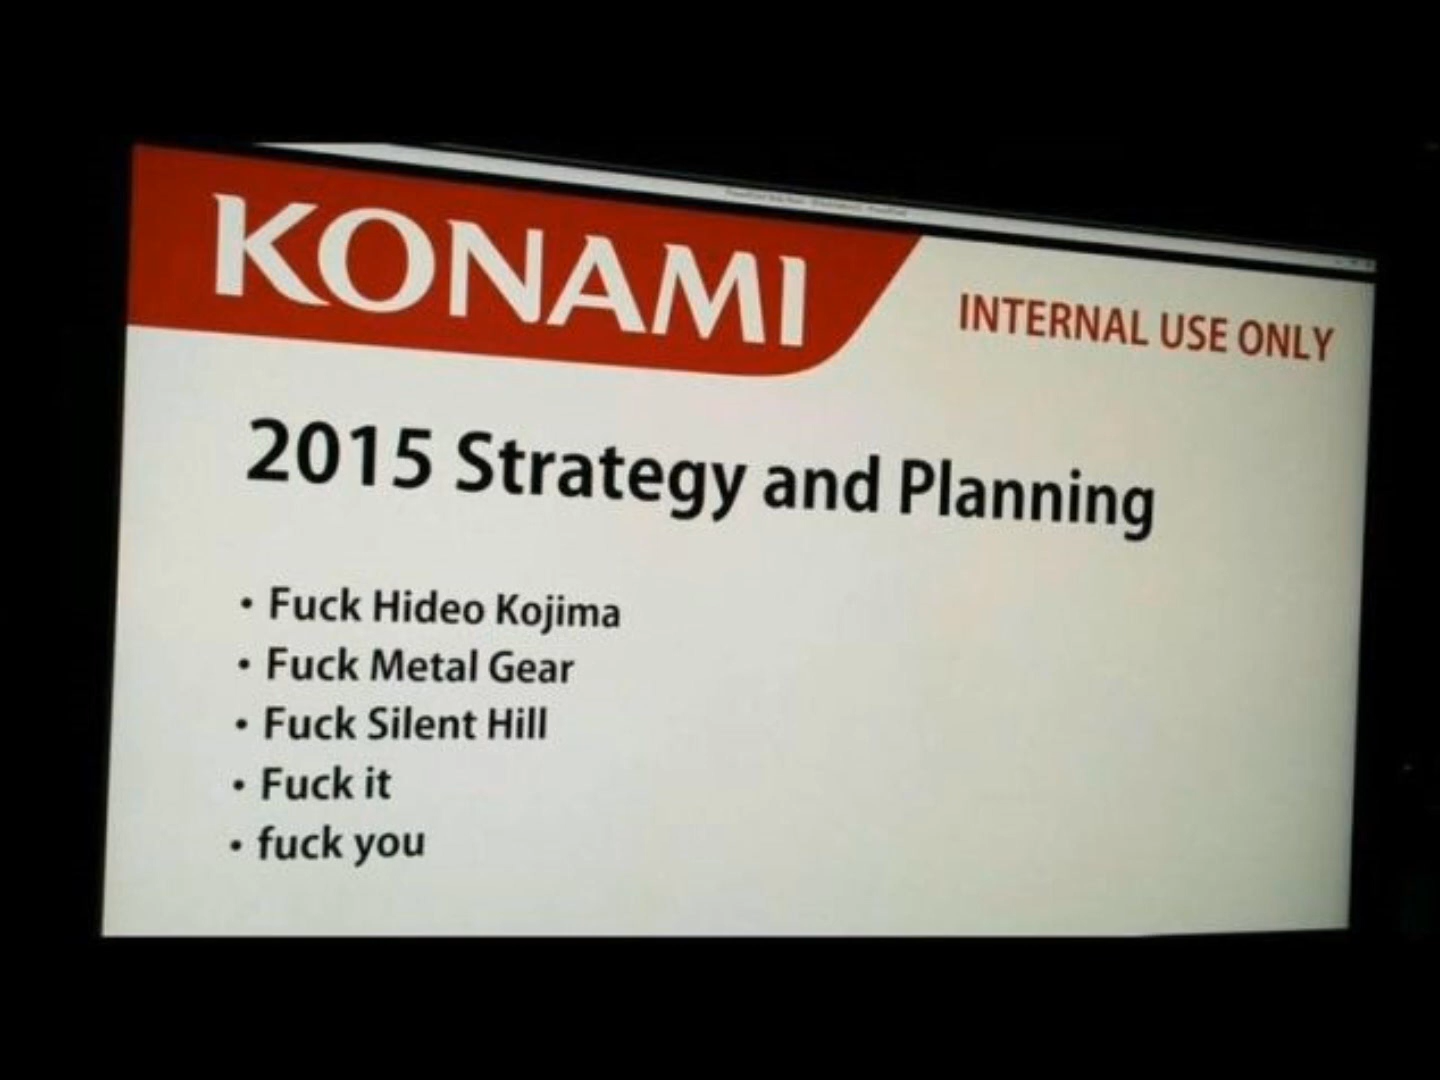 KONAMI
INTERNAL USE ONLY
2015 Strategy and Planning
• Fuck Hideo Kojima
• Fuck Metal Gear
• Fuck Silent Hill
• Fuck it
• fuck you